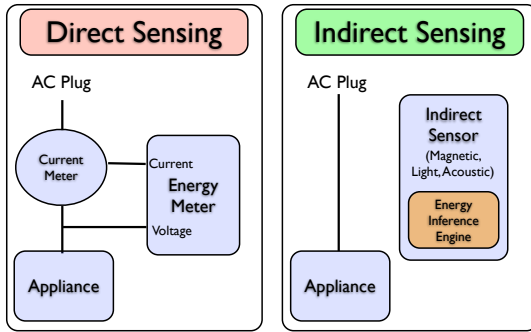 Direct Sensing
AC Plug
Current
Meter
Current
Energy
Meter
Voltage
Appliance
Indirect Sensing
AC Plug
Indirect
Sensor
(Magnetic,
Light, Acoustic)
Energy
Inference
Engine
Appliance